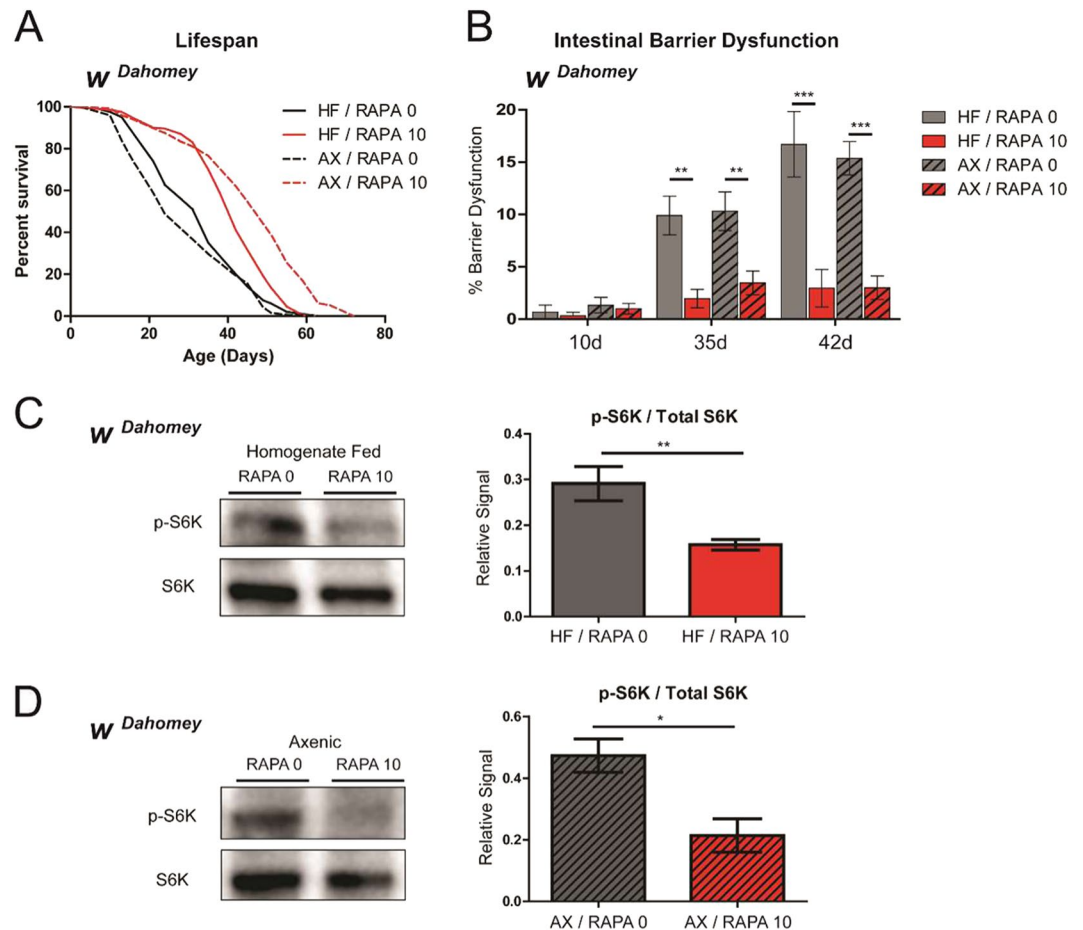 A
Lifespan
w Dahomey
100
80
60
40
20
0
Percent survival
0 20 40 60 80
Age (Days)
HF / RAPA 0
HF / RAPA 10
AX / RAPA 0
AX / RAPA 10
B
Intestinal Barrier Dysfunction
w Dahomey
20
15
10
5
0
% Barrier Dysfunction
** ** *** ***
10d 35d 42d
HF / RAPA 0
HF / RAPA 10
AX / RAPA 0
AX / RAPA 10
C
w Dahomey
Homogenate Fed
RAPA 0 RAPA 10
p-S6K
S6K
p-S6K / Total S6K
**
0.4
0.3
0.2
0.1
0.0
Relative Signal
HF / RAPA 0 HF / RAPA 10
D
w Dahomey
Axenic
RAPA 0 RAPA 10
p-S6K
S6K
p-S6K / Total S6K
*
0.6
0.4
0.2
0.0
Relative Signal
AX / RAPA 0 AX / RAPA 10